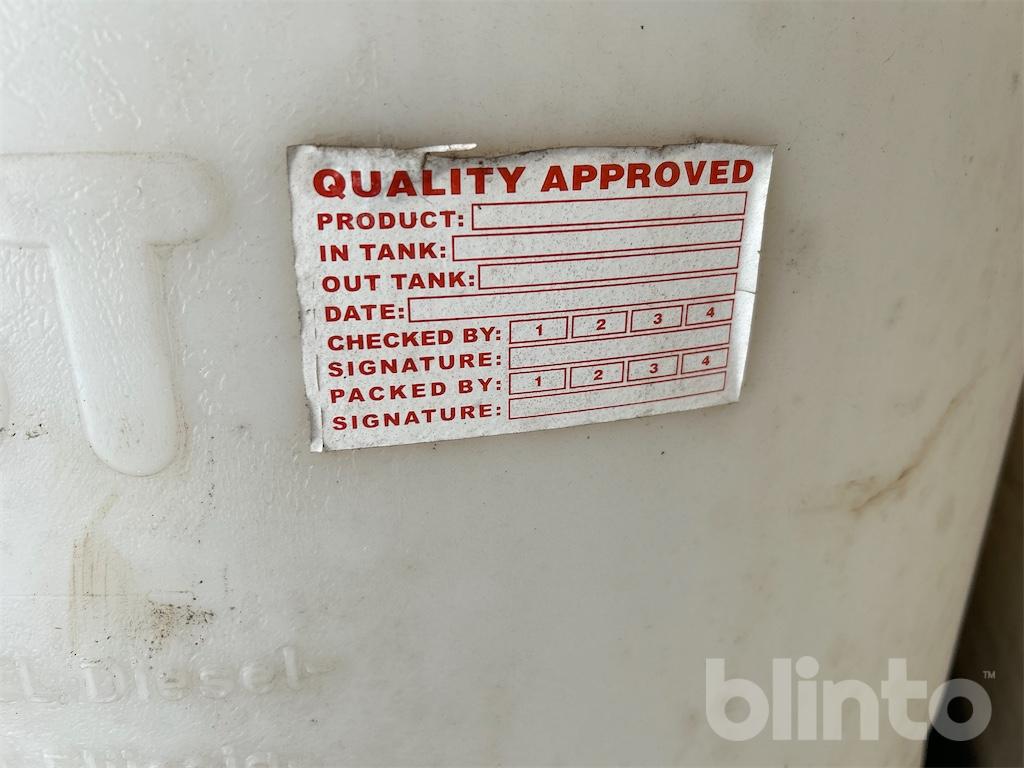 QUALITY APPROVED
PRODUCT:
IN TANK:
OUT TANK:
DATE:
CHECKED BY: 1 2 3 4
SIGNATURE:
PACKED BY: 1 2 3 4
SIGNATURE:
T
L Diesel
blinto™